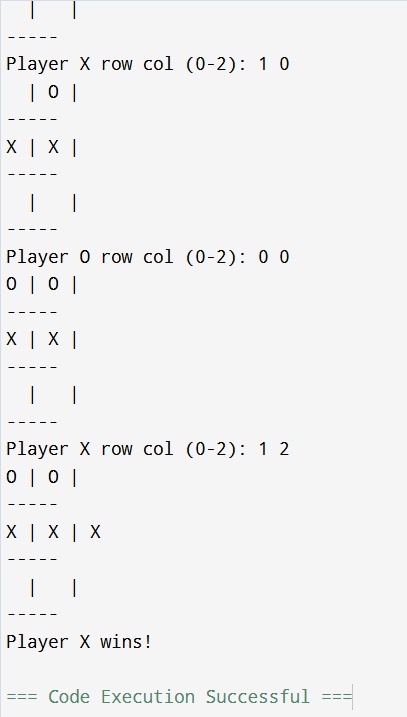 |   |
-----
Player X row col (0-2): 1 0
  | O |
-----
X | X |
-----
  |   |
-----
Player O row col (0-2): 0 0
O | O |
-----
X | X |
-----
  |   |
-----
Player X row col (0-2): 1 2
O | O |
-----
X | X | X
-----
  |   |
-----
Player X wins!

=== Code Execution Successful ===